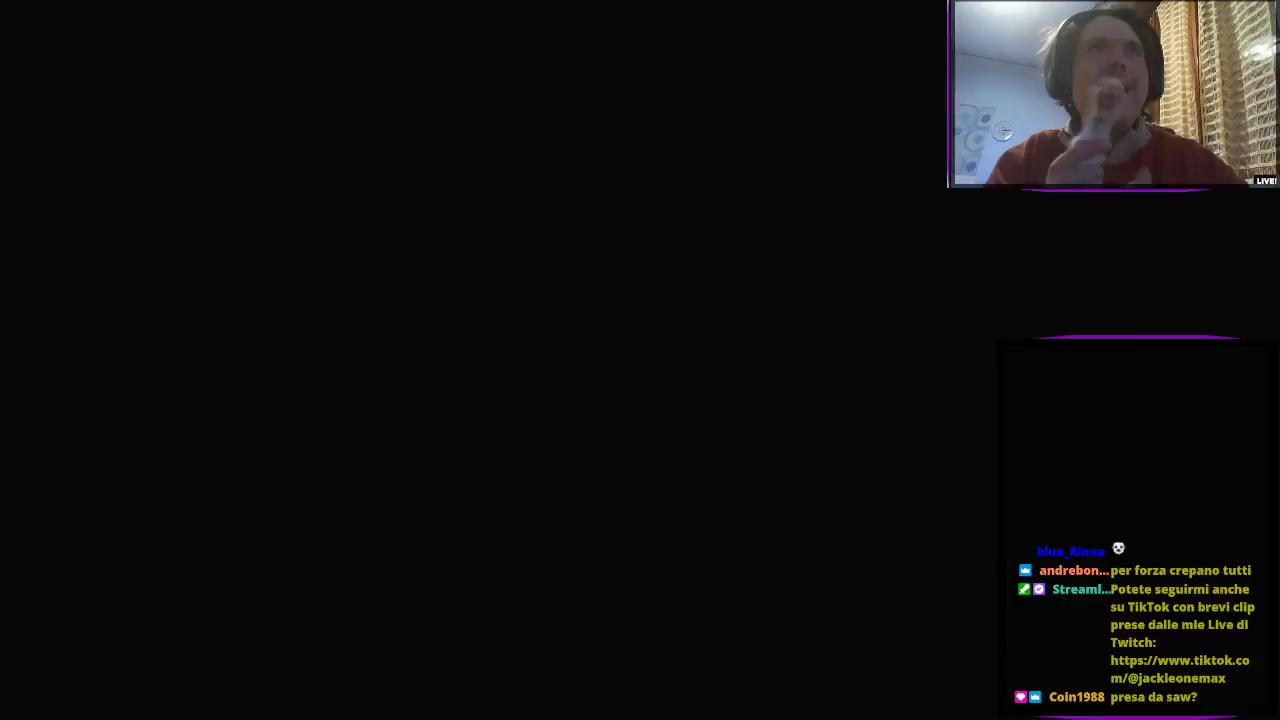 LIVE!
blue_Rinoa
andrebon... per forza crepano tutti
Streaml... Potete seguirmi anche
su TikTok con brevi clip
prese dalle mie Live di
Twitch:
https://www.tiktok.co
m/@jackleonemax
Coin1988 presa da saw?